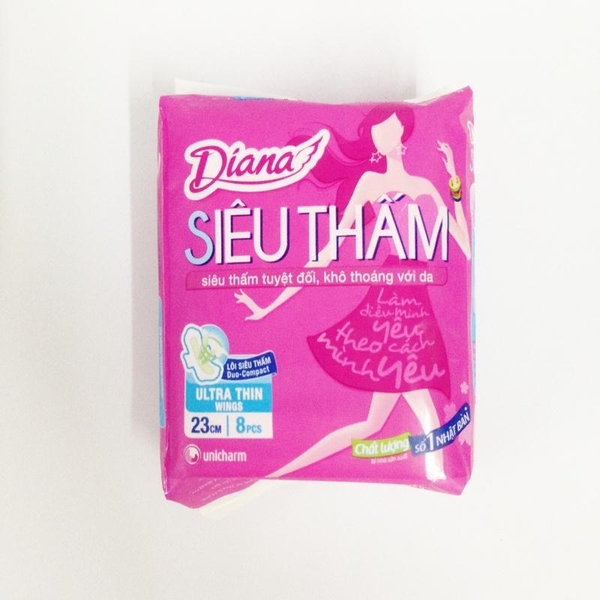 Diana
SIÊU THẤM
siêu thấm tuyệt đối, khô thoáng với da
Làm
điều mình
yêu,
theo cách
mình yêu
LÕI SIÊU THẤM
Duo-Compact
ULTRA THIN
WINGS
23CM 8PCS
unicharm
Chất lượng
SỐ 1 NHẬT BẢN